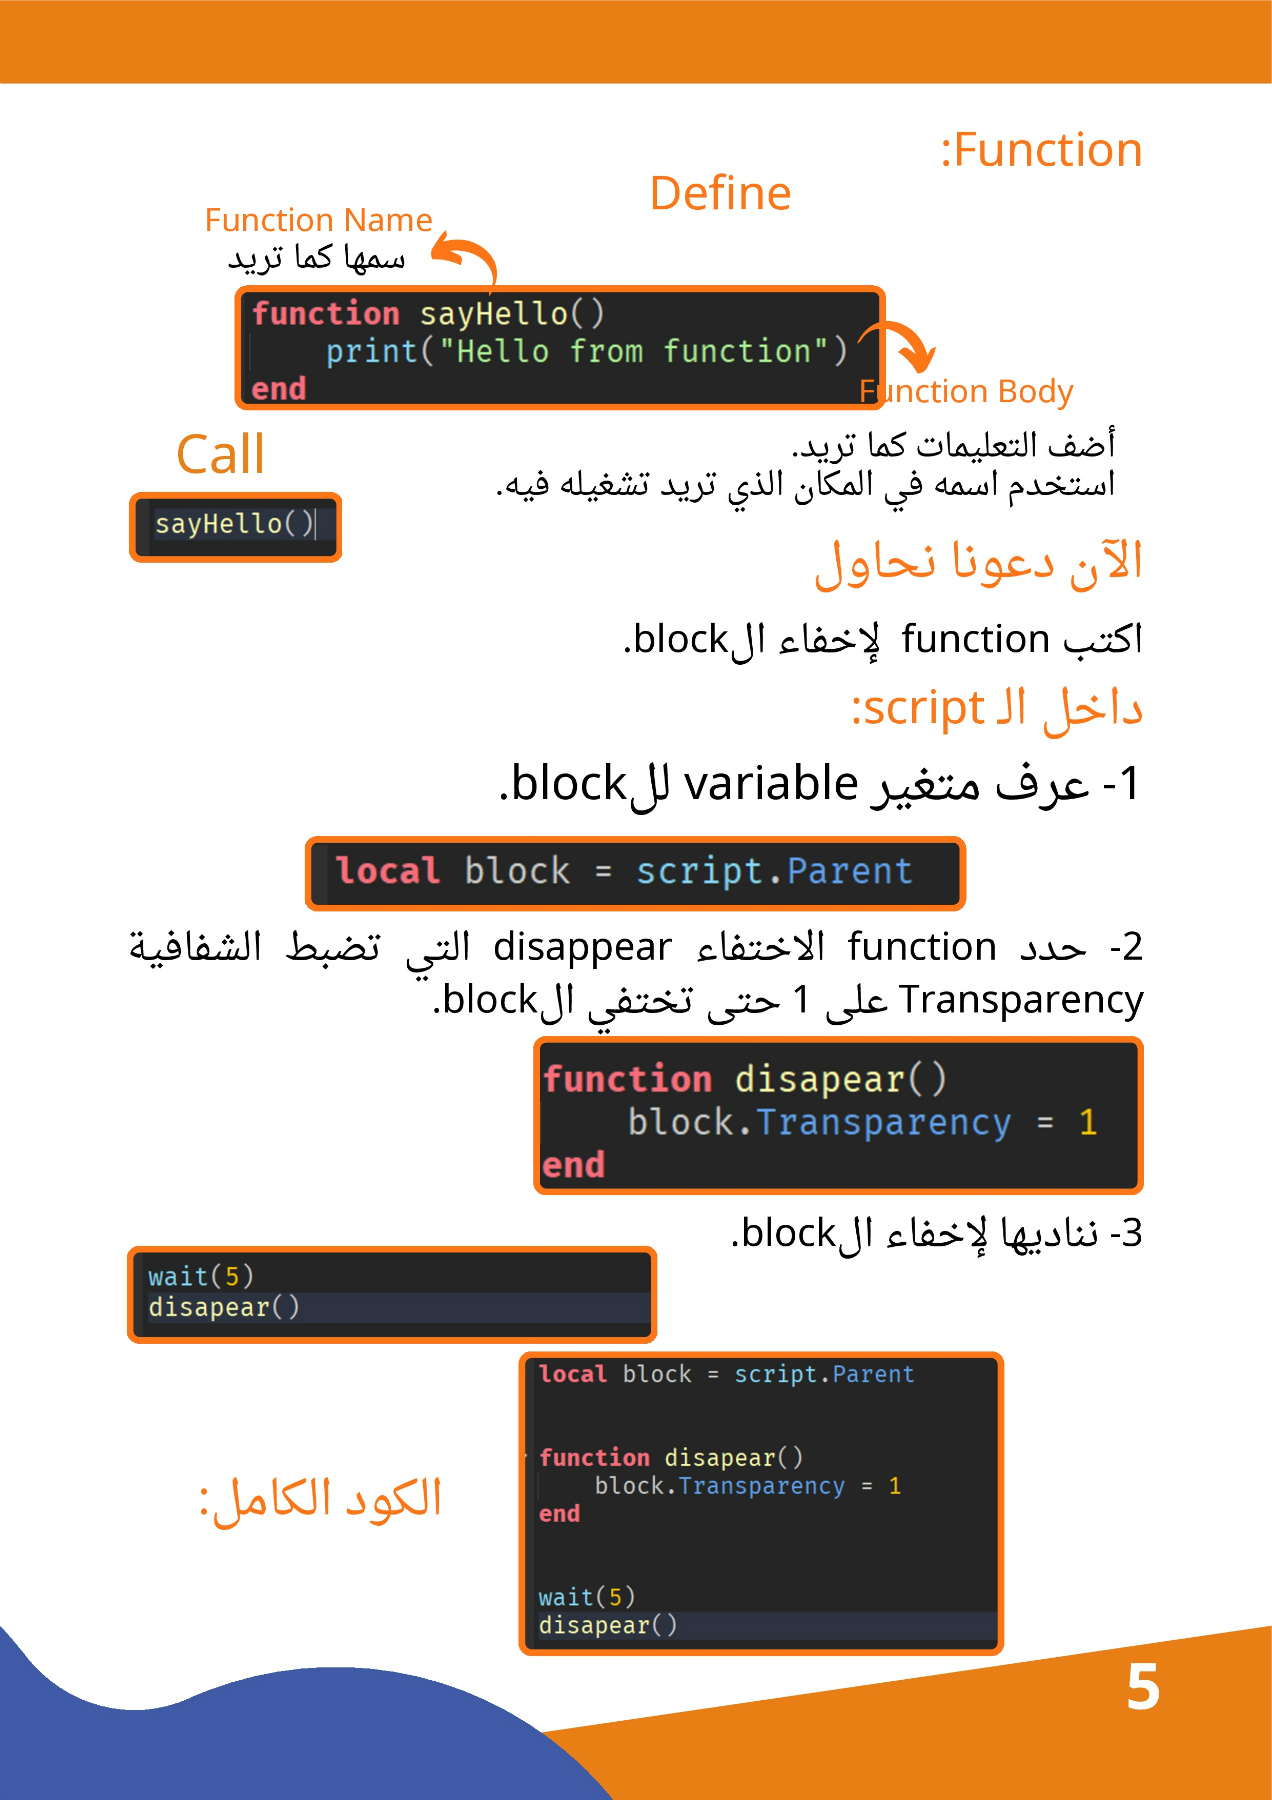 Function:
Define
Function Name
سمها كما تريد
function sayHello()
print("Hello from function")
end
Function Body
Call
أضف التعليمات كما تريد.
استخدم اسمه في المكان الذي تريد تشغيله فيه.
sayHello()
الآن دعونا نحاول
اكتب function لإخفاء الblock.
داخل الـ script:
1- عرف متغير variable للblock.
local block = script.Parent
2- حدد function الاختفاء disappear التي تضبط الشفافية
Transparency على 1 حتى تختفي الblock.
function disapear()
block.Transparency = 1
end
3- نناديها لإخفاء الblock.
wait(5)
disapear()
local block = script.Parent
function disapear()
block.Transparency = 1
end
wait(5)
disapear()
الكود الكامل:
5